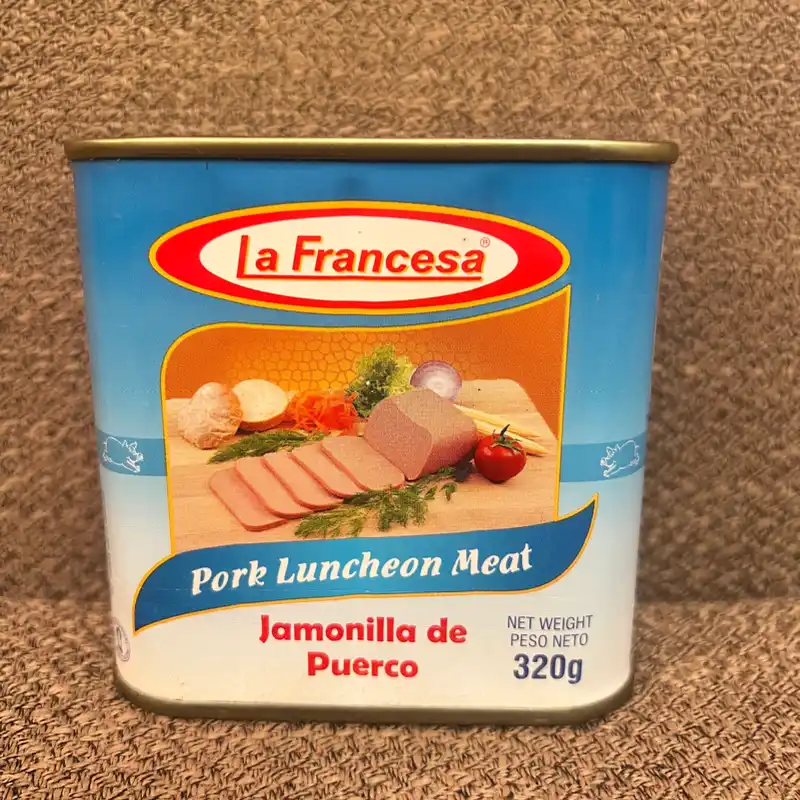 La Francesa®
Pork Luncheon Meat
Jamonilla de
Puerco
NET WEIGHT
PESO NETO
320g